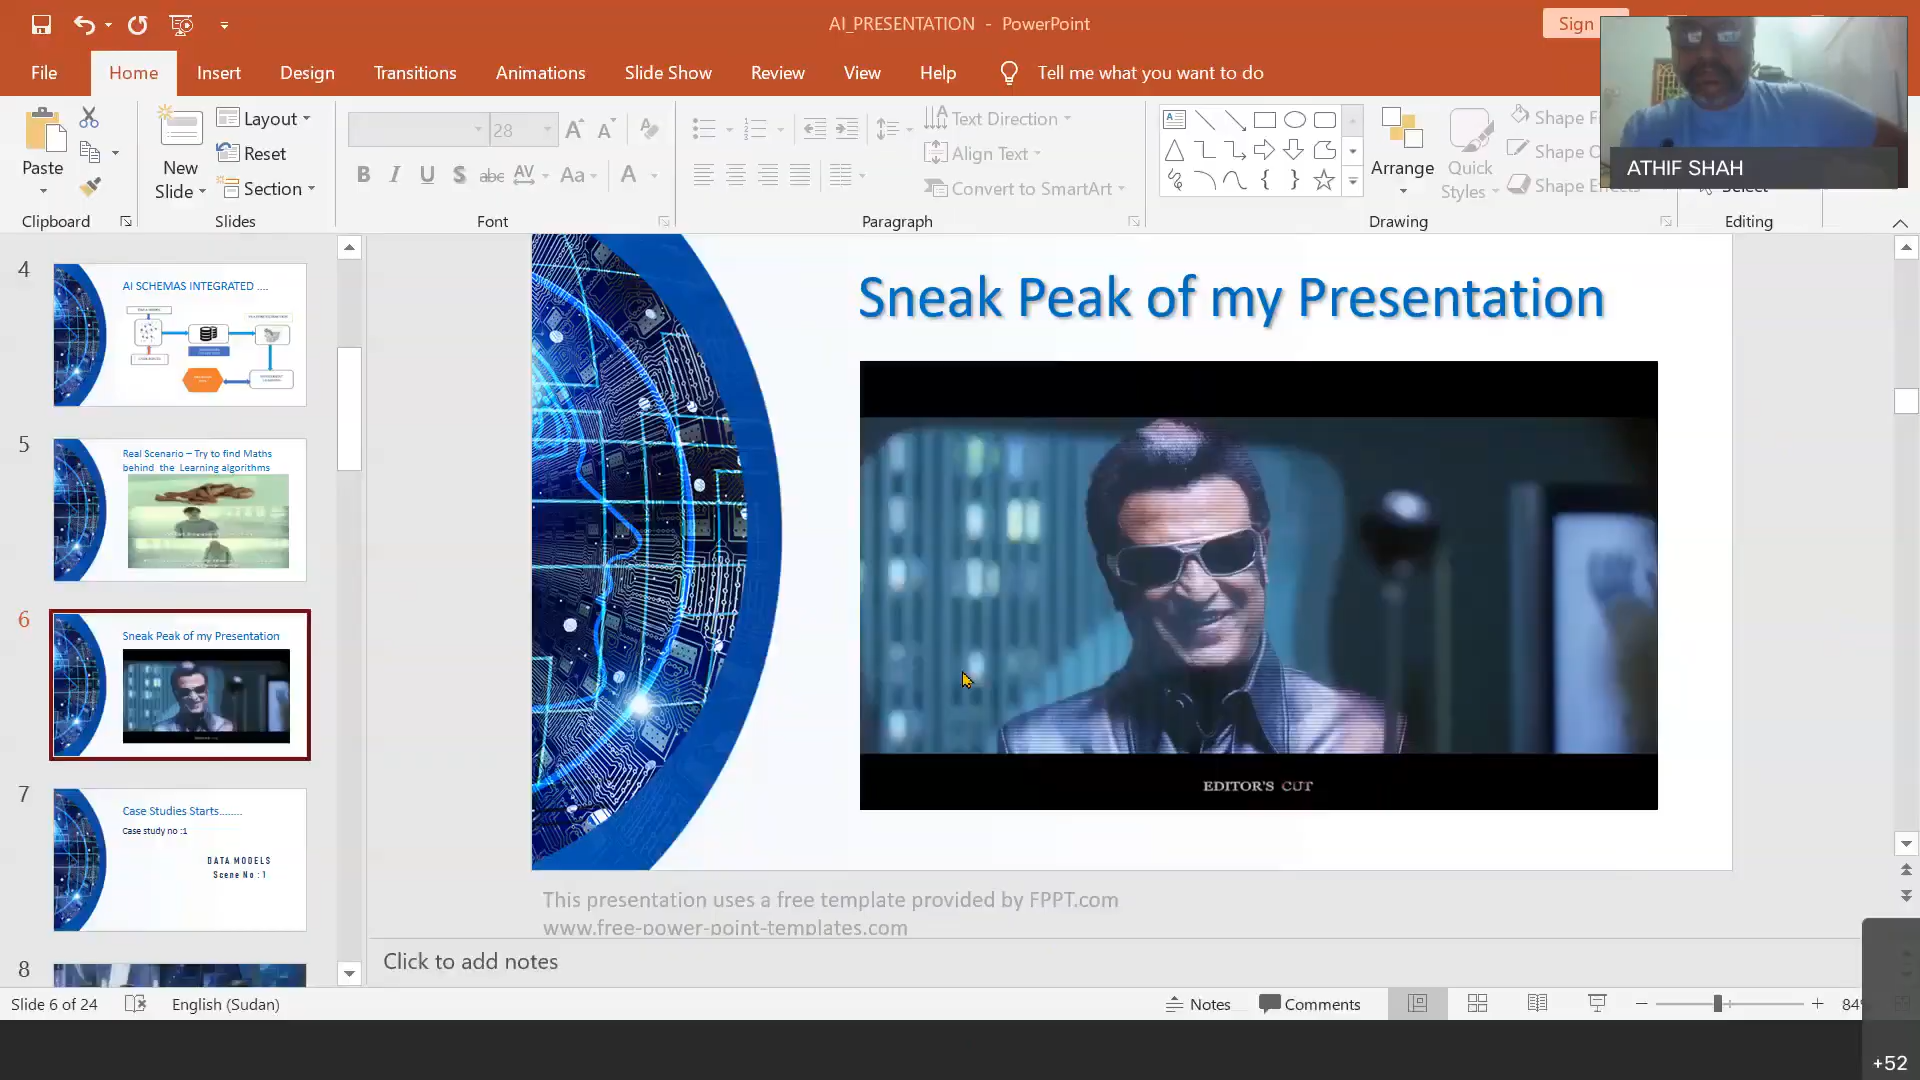 AI_PRESENTATION - PowerPoint
Sign
File
Home
Insert
Design
Transitions
Animations
Slide Show
Review
View
Help
Tell me what you want to do
ATHIF SHAH
Paste
New
Slide
Layout
Reset
Section
28
B I U S abc AV Aa A
Text Direction
Align Text
Convert to SmartArt
Arrange
Quick
Styles
Shape F
Shape O
Shape Effects
Select
Clipboard
Slides
Font
Paragraph
Drawing
Editing
4
AI SCHEMAS INTEGRATED ....
5
Real Scenario – Try to find Maths
behind the Learning algorithms
6
Sneak Peak of my Presentation
7
Case Studies Starts........
Case study no :1
DATA MODELS
Scene No : 1
8
Sneak Peak of my Presentation
EDITOR'S CUT
This presentation uses a free template provided by FPPT.com
www.free-power-point-templates.com
Click to add notes
Slide 6 of 24
English (Sudan)
Notes
Comments
84
+52